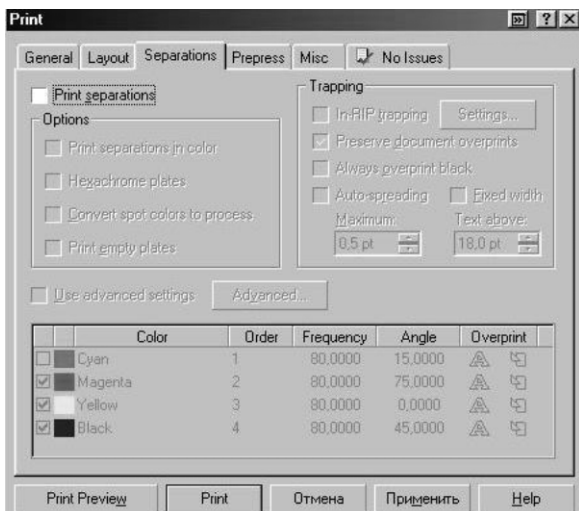 Print
General Layout Separations Prepress Misc No Issues
Print separations
Options
Print separations in color
Hexachrome plates
Convert spot colors to process
Print empty plates
Trapping
In-RIP trapping Settings...
Preserve document overprints
Always overprint black
Auto-spreading Fixed width
Maximum: Text above:
0,5 pt 18,0 pt
Use advanced settings Advanced...
Color Order Frequency Angle Overprint
Cyan 1 80,0000 15,0000
Magenta 2 80,0000 75,0000
Yellow 3 80,0000 0,0000
Black 4 80,0000 45,0000
Print Preview Print Отмена Применить Help